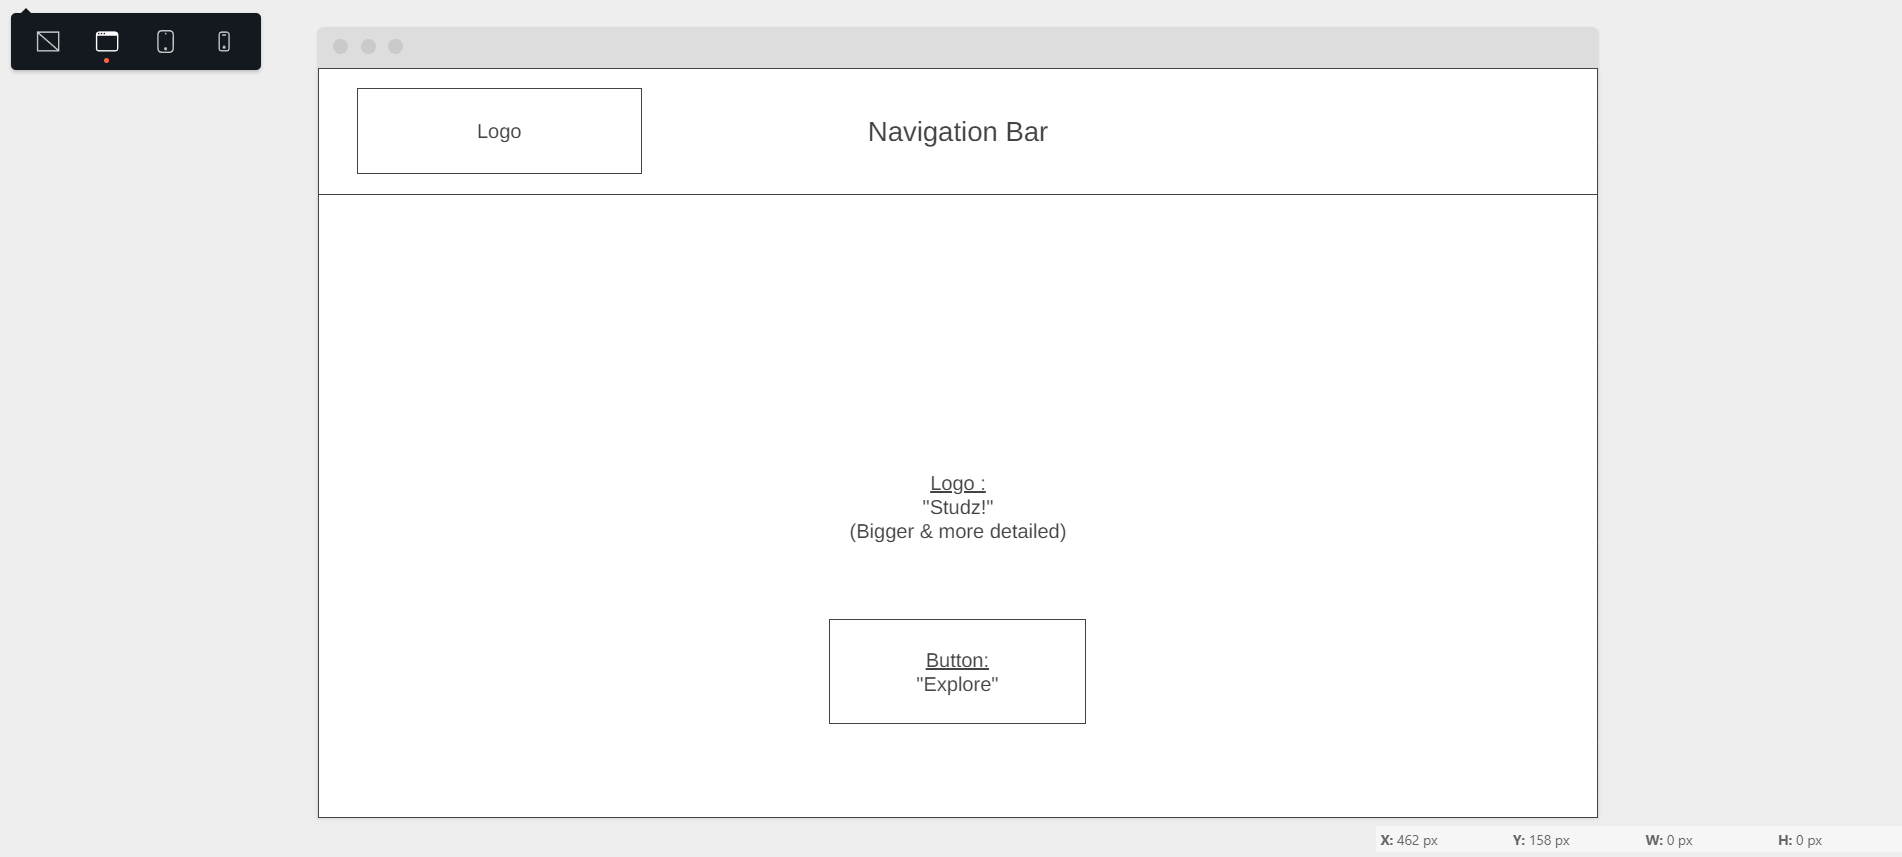 Logo
Navigation Bar
Logo :
"Studz!"
(Bigger & more detailed)
Button:
"Explore"
X: 462 px Y: 158 px W: 0 px H: 0 px